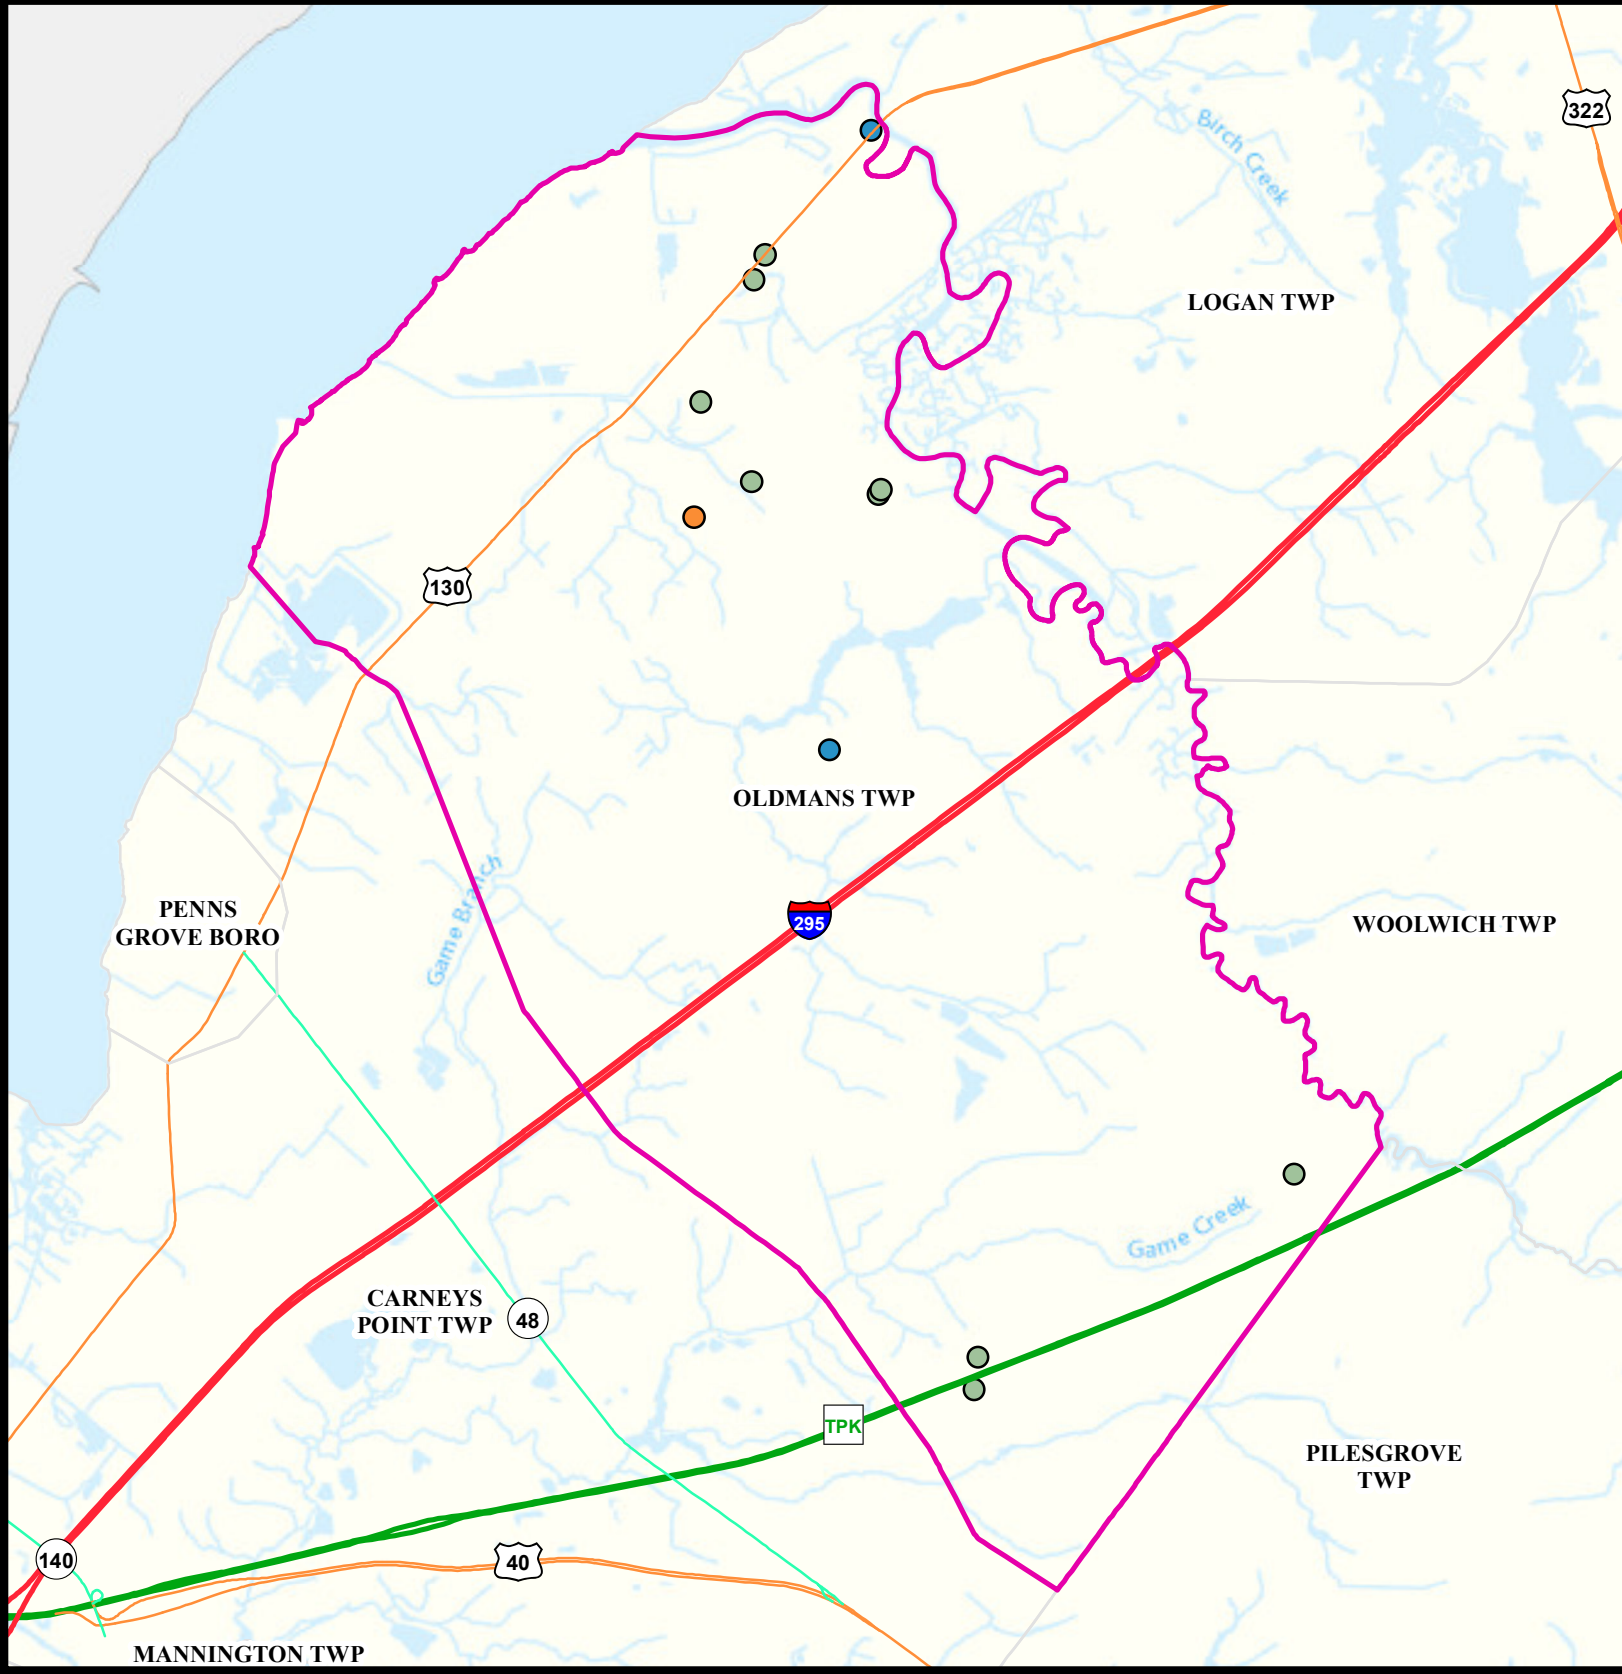 322
Birch Creek
LOGAN TWP
130
OLDMANS TWP
Game Branch
295
PENNS
GROVE BORO
WOOLWICH TWP
Game Creek
CARNEYS
POINT TWP
48
TPK
PILESGROVE
TWP
140
40
MANNINGTON TWP